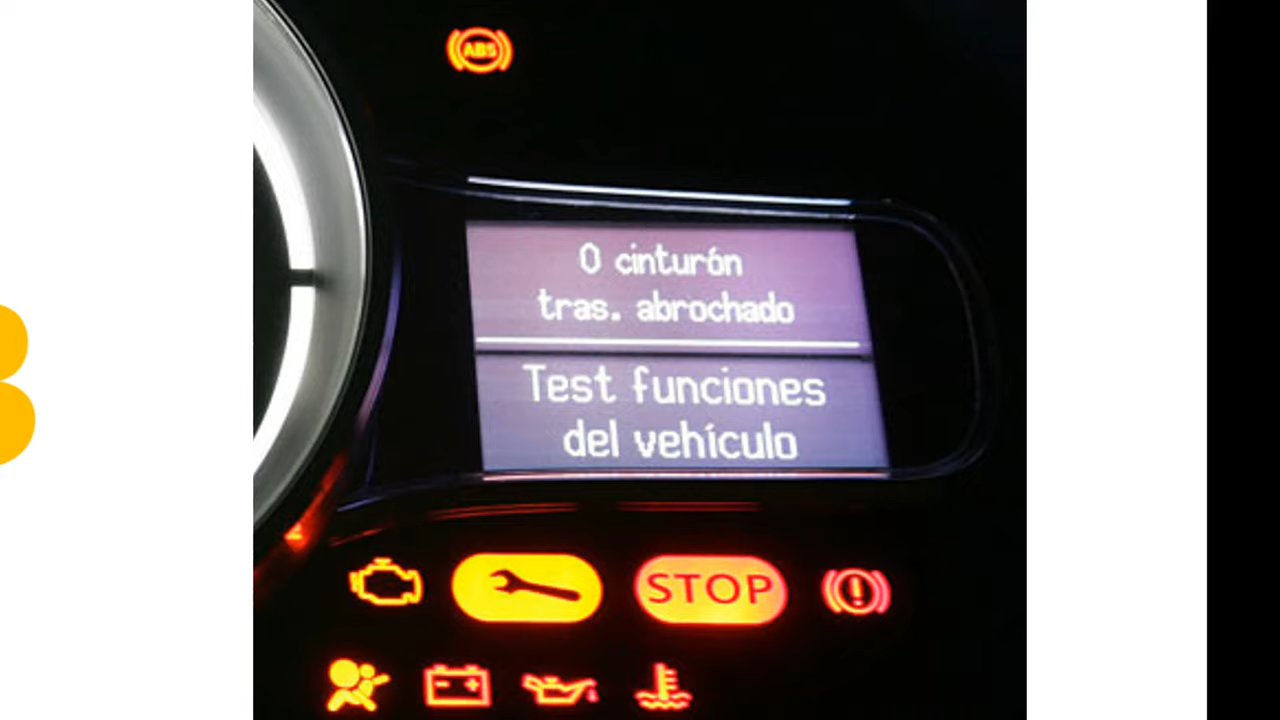 ABS
0 cinturón
tras. abrochado
Test funciones
del vehículo
STOP